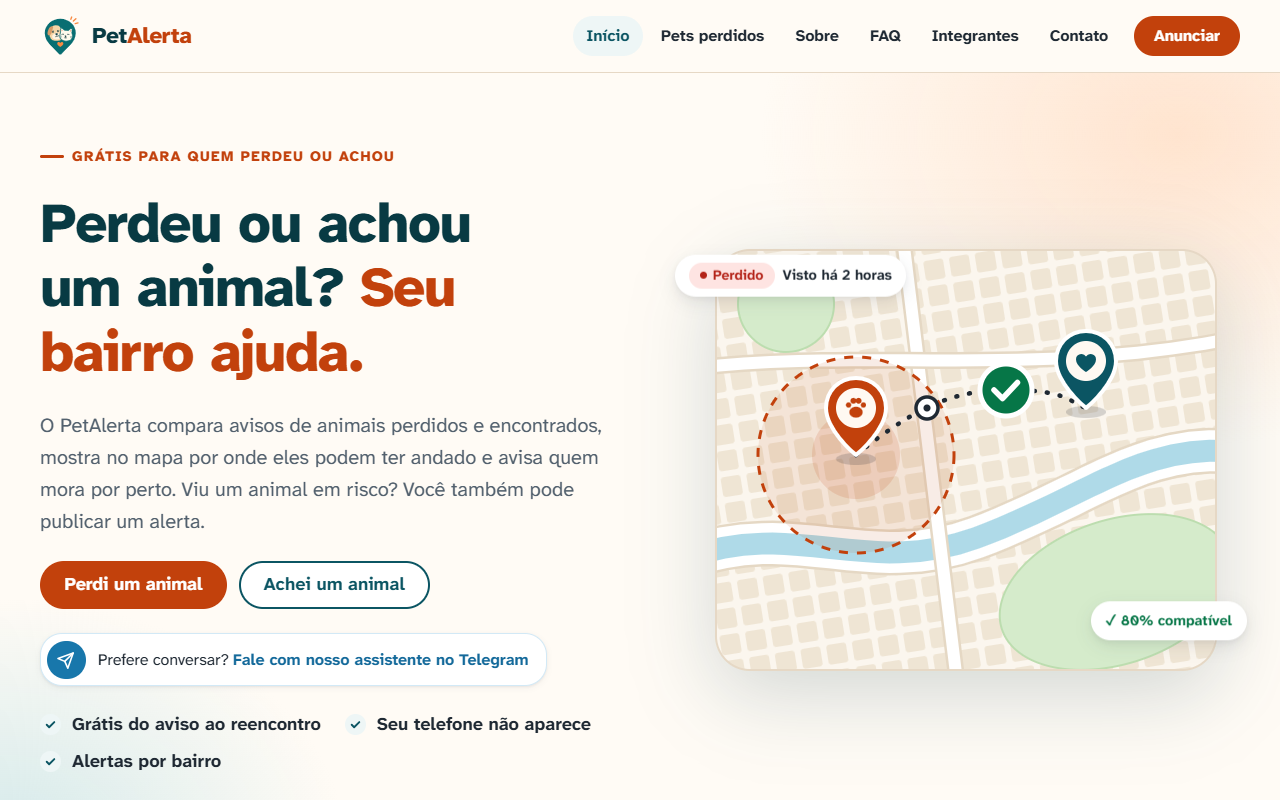 PetAlerta
Início
Pets perdidos
Sobre
FAQ
Integrantes
Contato
Anunciar
GRÁTIS PARA QUEM PERDEU OU ACHOU
Perdeu ou achou
um animal? Seu
bairro ajuda.
O PetAlerta compara avisos de animais perdidos e encontrados,
mostra no mapa por onde eles podem ter andado e avisa quem
mora por perto. Viu um animal em risco? Você também pode
publicar um alerta.
Perdi um animal
Achei um animal
Prefere conversar? Fale com nosso assistente no Telegram
Grátis do aviso ao reencontro
Seu telefone não aparece
Alertas por bairro
Perdido Visto há 2 horas
✓ 80% compatível